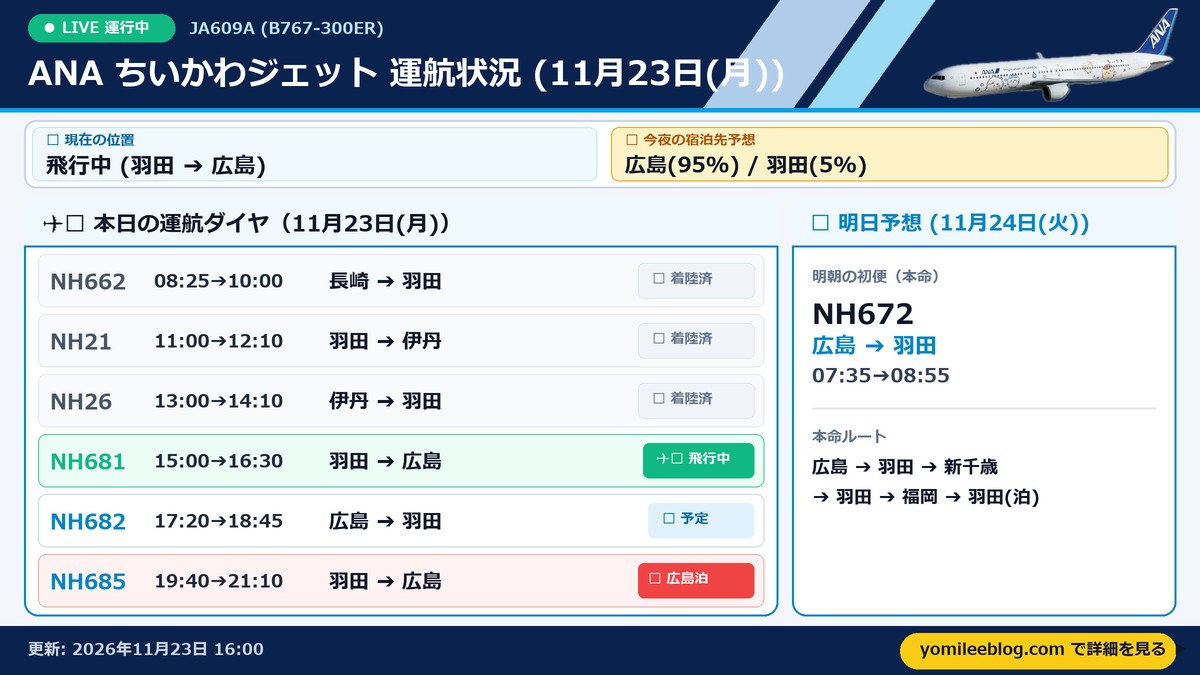 ● LIVE 運行中 JA609A (B767-300ER)
ANA ちいかわジェット 運航状況 (11月23日(月))
ANA
ANA
□ 現在の位置
飛行中 (羽田 → 広島)
□ 今夜の宿泊先予想
広島(95%) / 羽田(5%)
✈□ 本日の運航ダイヤ（11月23日(月)）
NH662 08:25→10:00 長崎 → 羽田 □ 着陸済
NH21 11:00→12:10 羽田 → 伊丹 □ 着陸済
NH26 13:00→14:10 伊丹 → 羽田 □ 着陸済
NH681 15:00→16:30 羽田 → 広島 ✈□ 飛行中
NH682 17:20→18:45 広島 → 羽田 □ 予定
NH685 19:40→21:10 羽田 → 広島 □ 広島泊
□ 明日予想 (11月24日(火))
明朝の初便（本命）
NH672
広島 → 羽田
07:35→08:55
本命ルート
広島 → 羽田 → 新千歳
→ 羽田 → 福岡 → 羽田(泊)
更新: 2026年11月23日 16:00
yomileeblog.com で詳細を見る